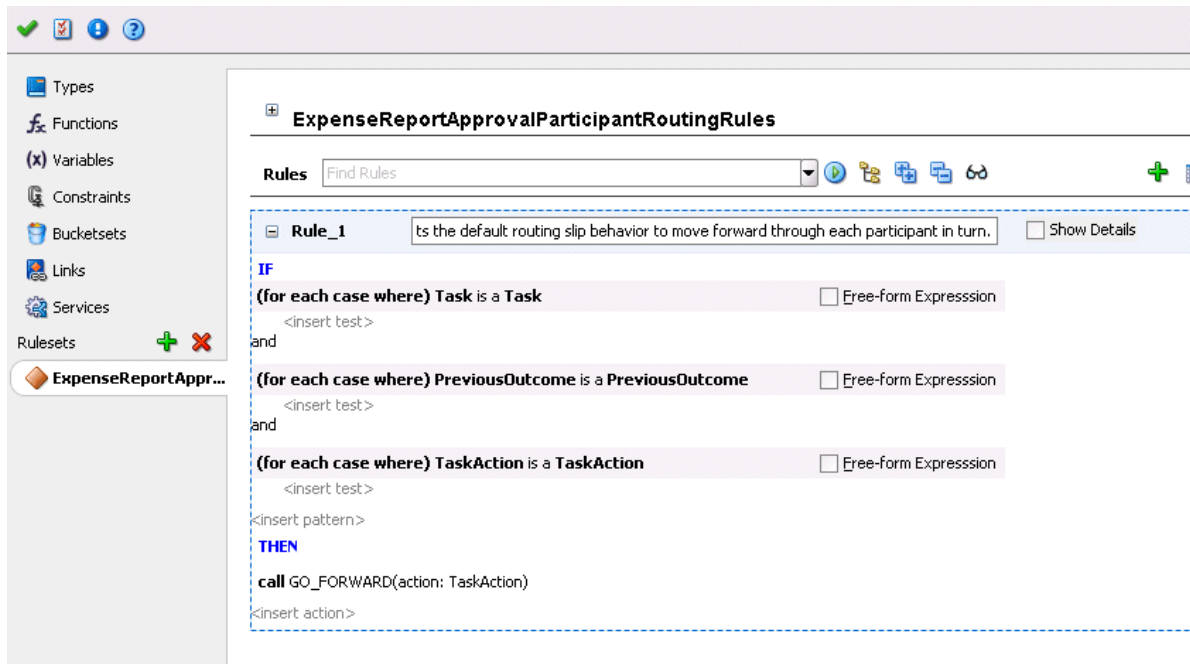 Types
Functions
(x) Variables
Constraints
Bucketsets
Links
Services
Rulesets
ExpenseReportAppr...
ExpenseReportApprovalParticipantRoutingRules
Rules Find Rules
Rule_1 ts the default routing slip behavior to move forward through each participant in turn. Show Details
IF
(for each case where) Task is a Task Free-form Expresssion
<insert test>
and
(for each case where) PreviousOutcome is a PreviousOutcome Free-form Expresssion
<insert test>
and
(for each case where) TaskAction is a TaskAction Free-form Expresssion
<insert test>
<insert pattern>
THEN
call GO_FORWARD(action: TaskAction)
<insert action>